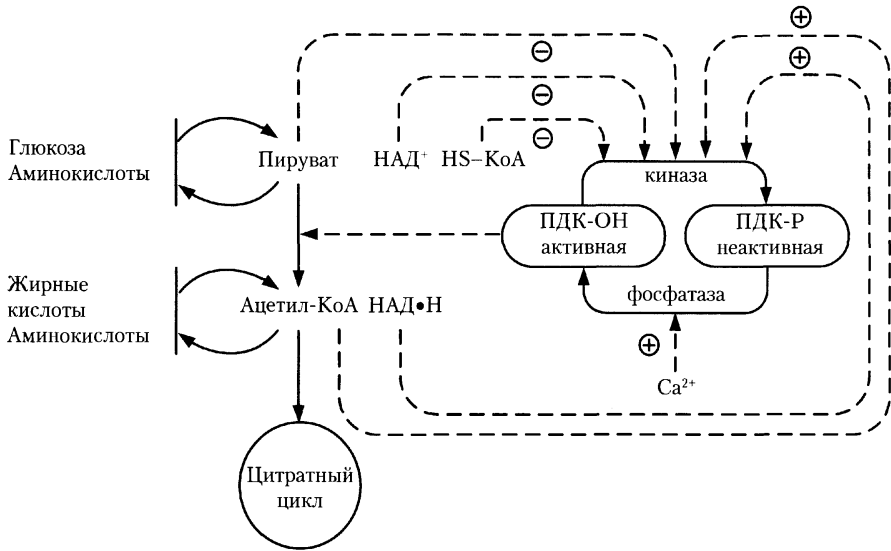 ⊕
⊕
⊖
⊖
⊖
Глюкоза
Аминокислоты
Пируват
НАД⁺
HS–КоА
киназа
ПДК-ОН
активная
ПДК-Р
неактивная
фосфатаза
Жирные
кислоты
Аминокислоты
Ацетил-КоА
НАД•Н
⊕
Ca²⁺
Цитратный
цикл